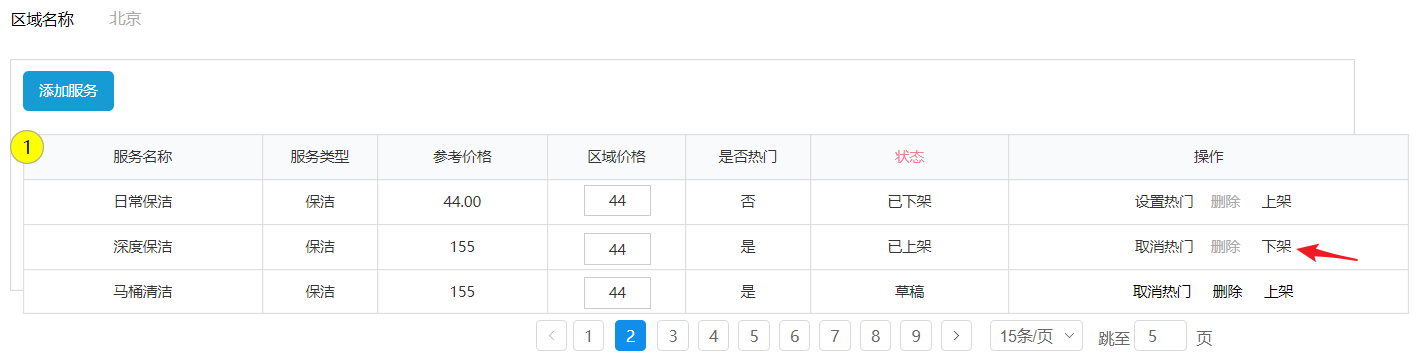 区域名称 北京
添加服务
1
服务名称 服务类型 参考价格 区域价格 是否热门 状态 操作
日常保洁 保洁 44.00 44 否 已下架 设置热门 删除 上架
深度保洁 保洁 155 44 是 已上架 取消热门 删除 下架
马桶清洁 保洁 155 44 是 草稿 取消热门 删除 上架
< 1 2 3 4 5 6 7 8 9 > 15条/页 跳至 5 页